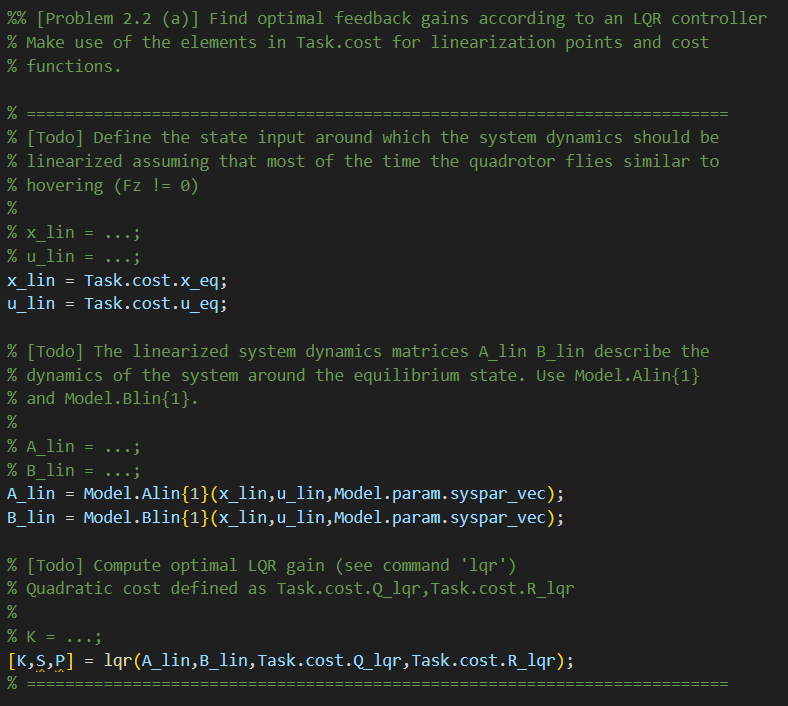 %% [Problem 2.2 (a)] Find optimal feedback gains according to an LQR controller
% Make use of the elements in Task.cost for linearization points and cost
% functions.
% =========================================================================
% [Todo] Define the state input around which the system dynamics should be
% linearized assuming that most of the time the quadrotor flies similar to
% hovering (Fz != 0)
%
% x_lin = ...;
% u_lin = ...;
x_lin = Task.cost.x_eq;
u_lin = Task.cost.u_eq;
% [Todo] The linearized system dynamics matrices A_lin B_lin describe the
% dynamics of the system around the equilibrium state. Use Model.Alin{1}
% and Model.Blin{1}.
%
% A_lin = ...;
% B_lin = ...;
A_lin = Model.Alin{1}(x_lin,u_lin,Model.param.syspar_vec);
B_lin = Model.Blin{1}(x_lin,u_lin,Model.param.syspar_vec);
% [Todo] Compute optimal LQR gain (see command 'lqr')
% Quadratic cost defined as Task.cost.Q_lqr,Task.cost.R_lqr
%
% K = ...;
[K,S,P] = lqr(A_lin,B_lin,Task.cost.Q_lqr,Task.cost.R_lqr);
% =========================================================================